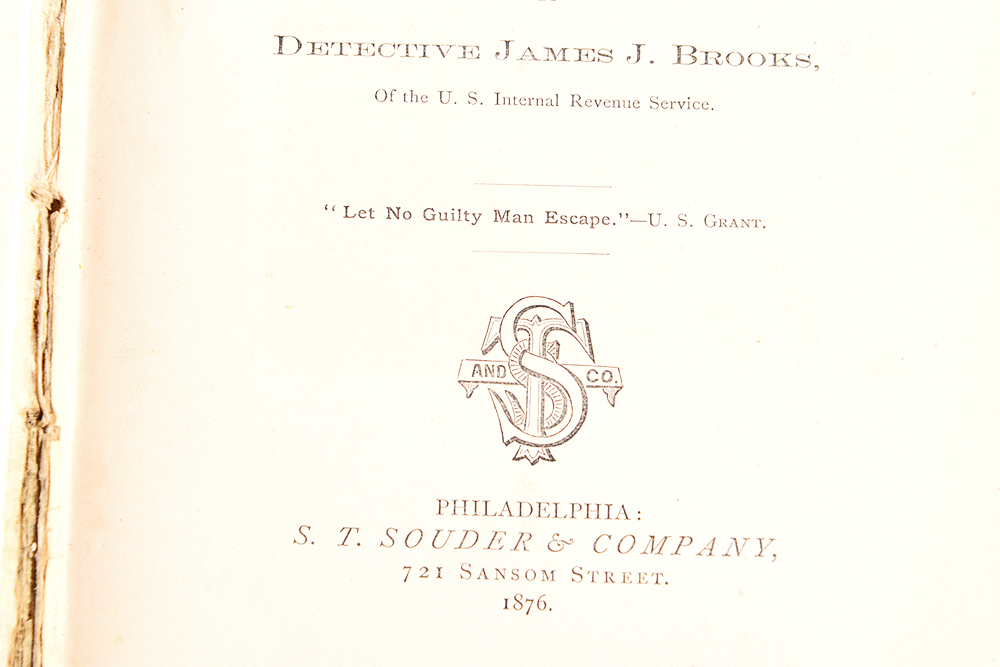 DETECTIVE JAMES J. BROOKS,
Of the U. S. Internal Revenue Service.
"Let No Guilty Man Escape."—U. S. GRANT.
STS
AND CO.
PHILADELPHIA:
S. T. SOUDER & COMPANY,
721 SANSOM STREET.
1876.